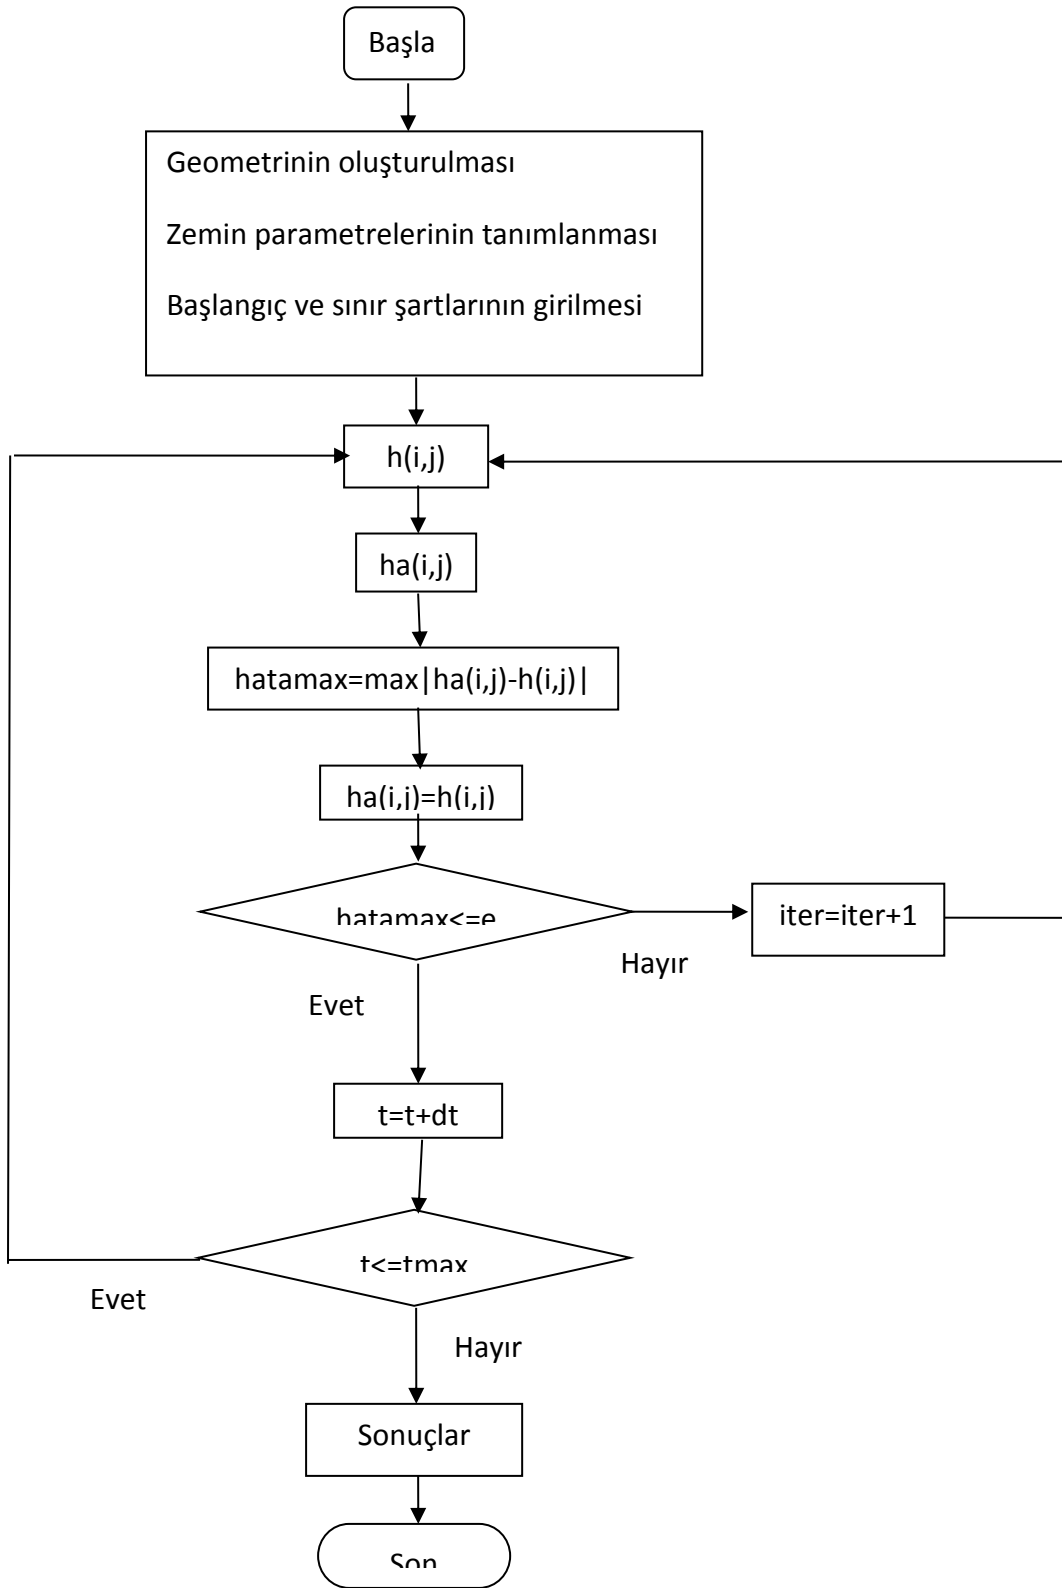 Başla
Geometrinin oluşturulması
Zemin parametrelerinin tanımlanması
Başlangıç ve sınır şartlarının girilmesi
h(i,j)
ha(i,j)
hatamax=max|ha(i,j)-h(i,j)|
ha(i,j)=h(i,j)
hatamax<=e
iter=iter+1
Hayır
Evet
t=t+dt
t<=tmax
Evet
Hayır
Sonuçlar
Son